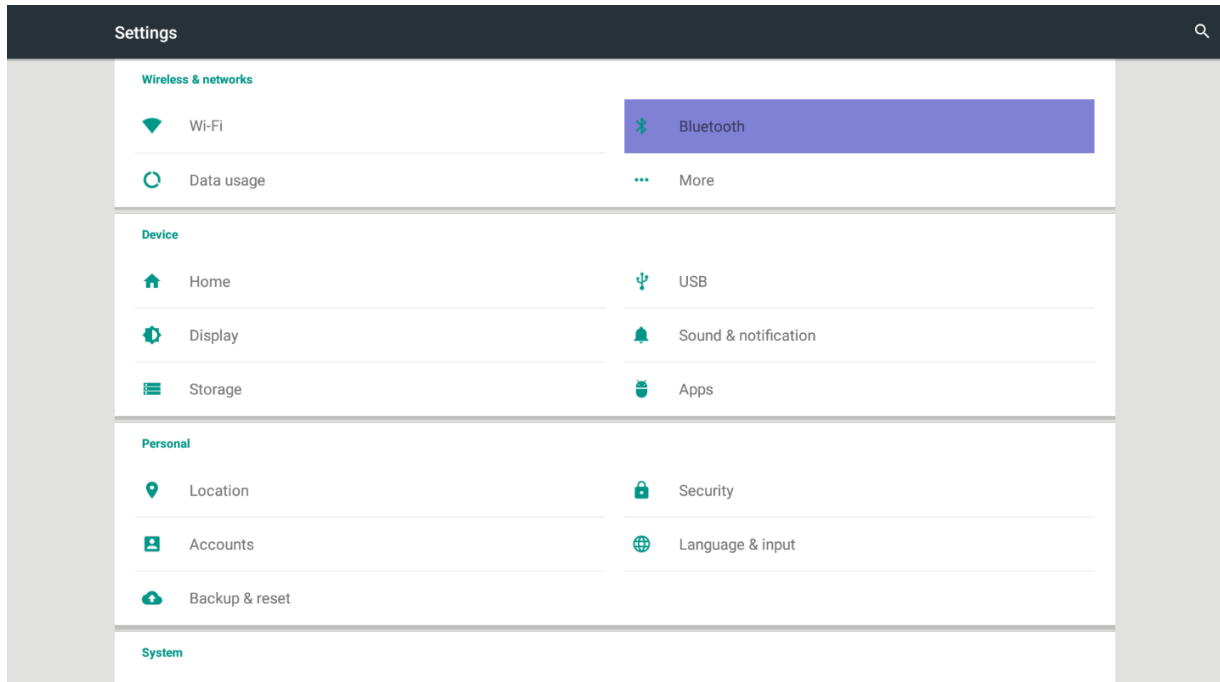 Settings
Wireless & networks
Wi-Fi
Bluetooth
Data usage
More
Device
Home
USB
Display
Sound & notification
Storage
Apps
Personal
Location
Security
Accounts
Language & input
Backup & reset
System